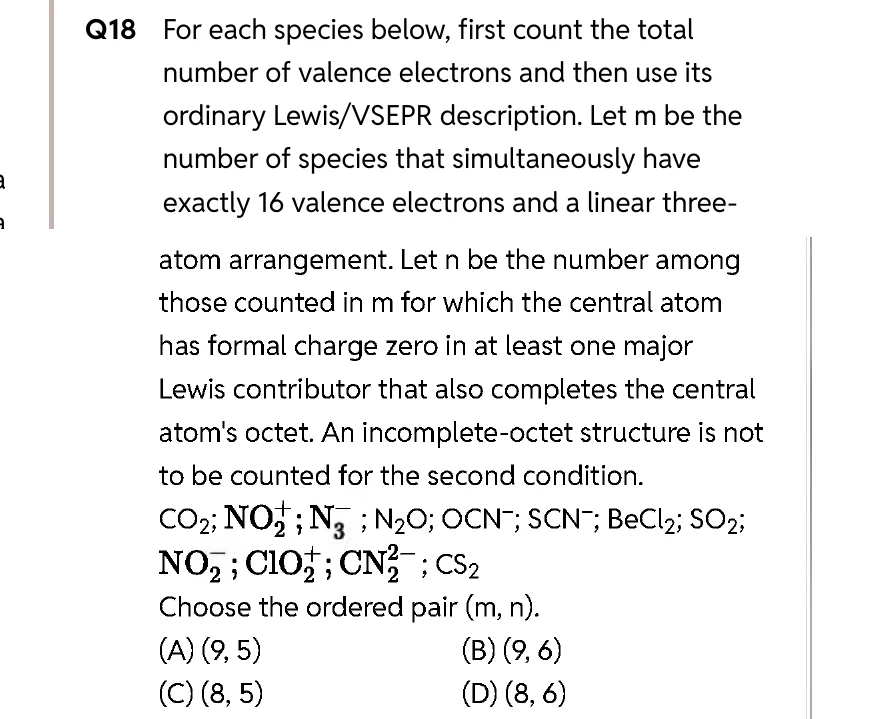 a
a
Q18 For each species below, first count the total
number of valence electrons and then use its
ordinary Lewis/VSEPR description. Let m be the
number of species that simultaneously have
exactly 16 valence electrons and a linear three-
atom arrangement. Let n be the number among
those counted in m for which the central atom
has formal charge zero in at least one major
Lewis contributor that also completes the central
atom's octet. An incomplete-octet structure is not
to be counted for the second condition.
CO₂; NO₂⁺; N₃⁻; N₂O; OCN⁻; SCN⁻; BeCl₂; SO₂;
NO₂⁻; ClO₂⁺; CN₂²⁻; CS₂
Choose the ordered pair (m, n).
(A) (9, 5) (B) (9, 6)
(C) (8, 5) (D) (8, 6)